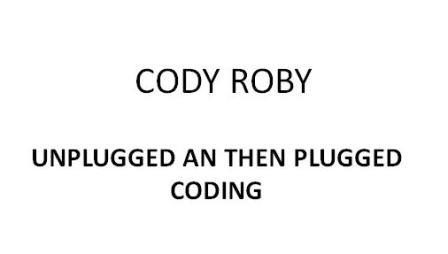 CODY ROBY
UNPLUGGED AN THEN PLUGGED
CODING